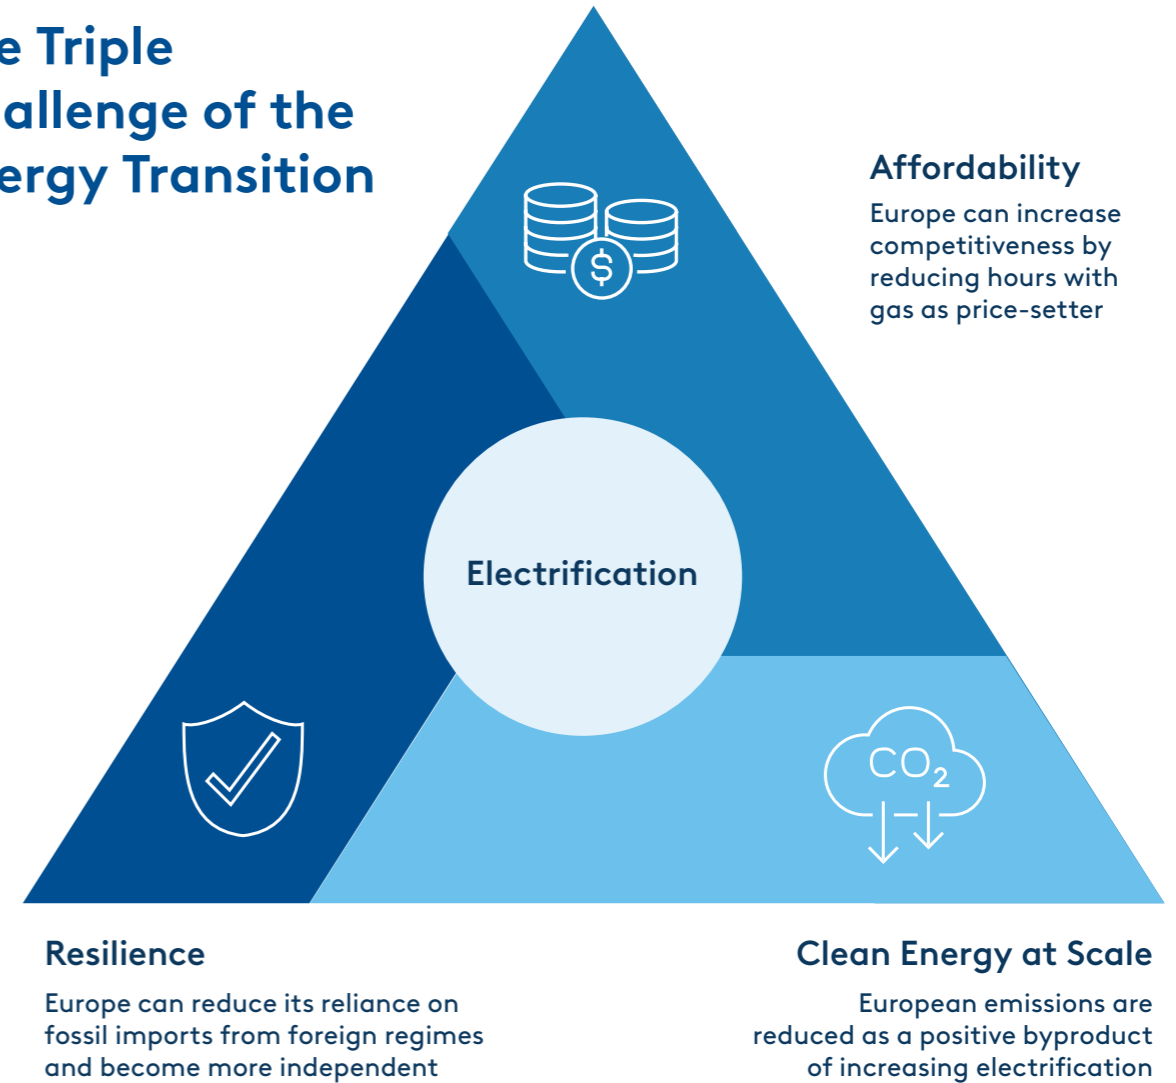 e Triple
allenge of the
ergy Transition
Affordability
Europe can increase
competitiveness by
reducing hours with
gas as price-setter
$
Electrification
CO₂
Resilience
Europe can reduce its reliance on
fossil imports from foreign regimes
and become more independent
Clean Energy at Scale
European emissions are
reduced as a positive byproduct
of increasing electrification